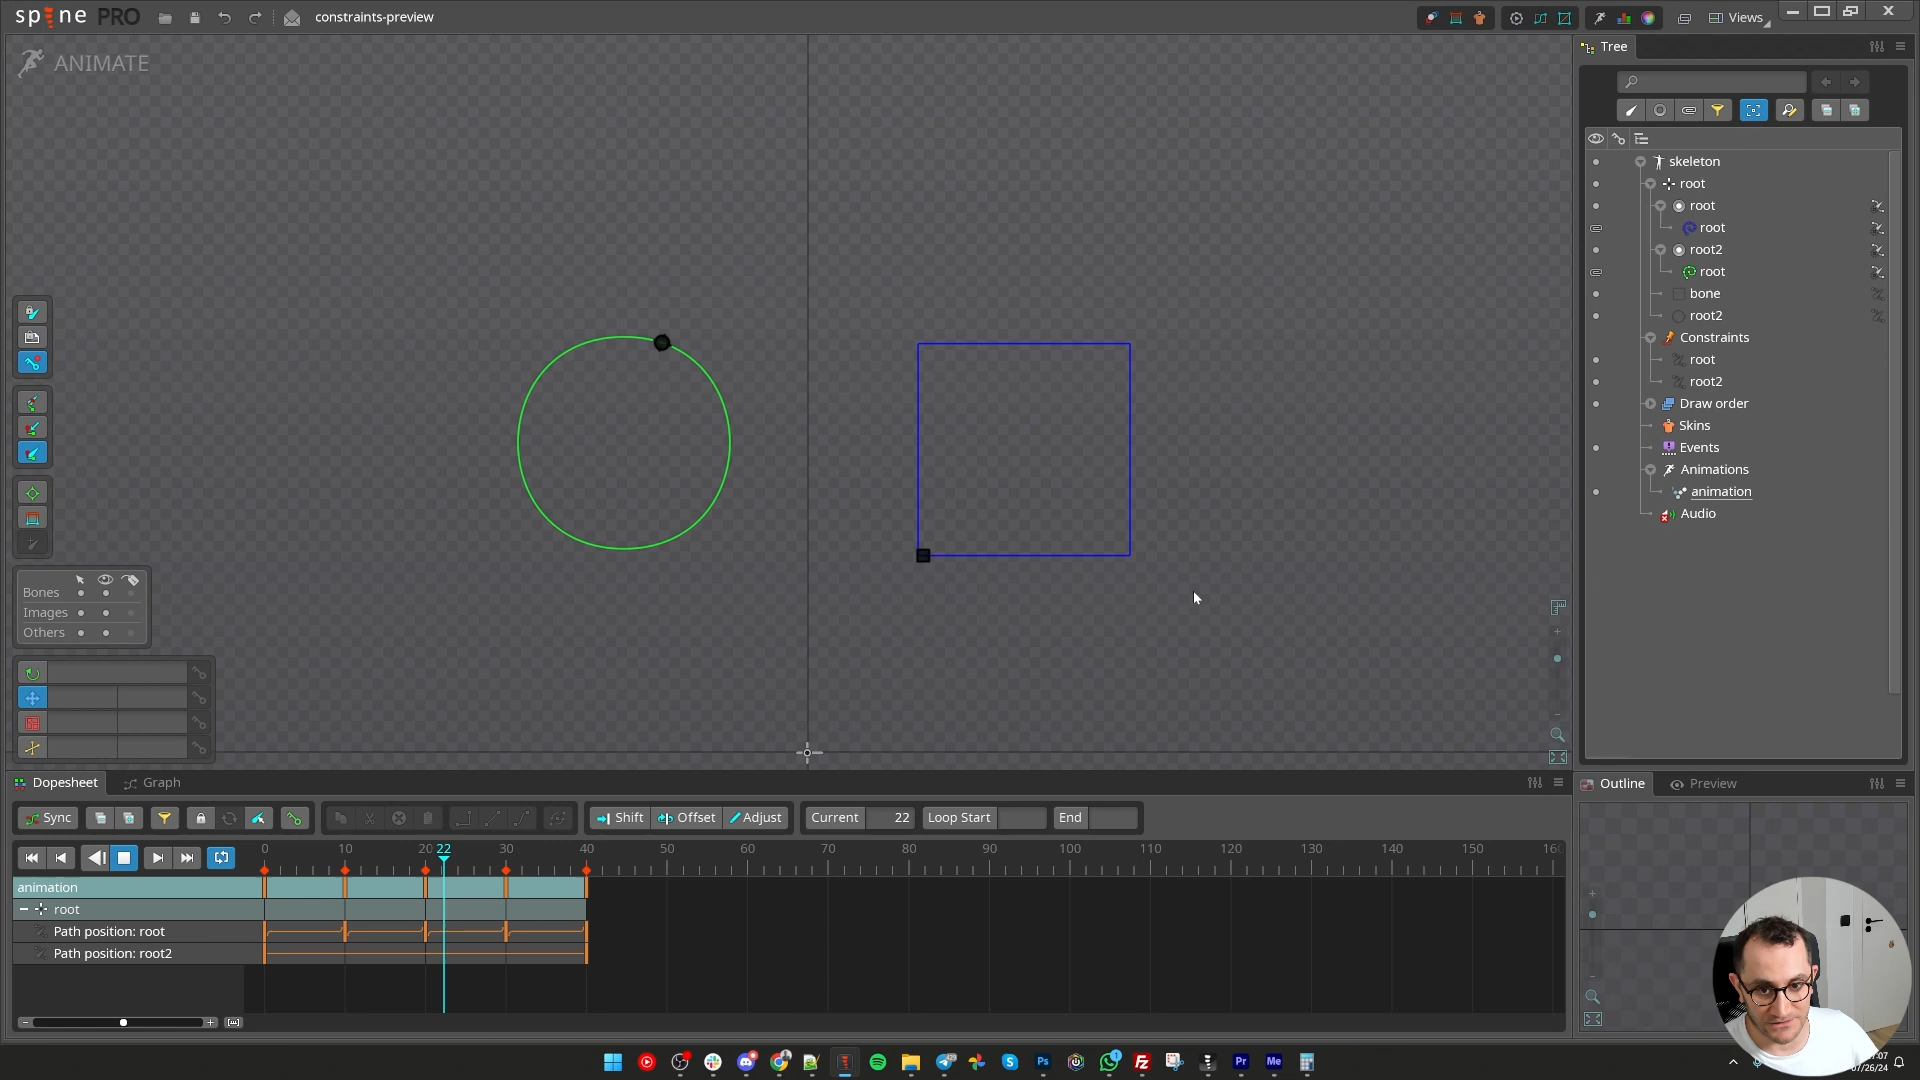 spine PRO
constraints-preview
Views
ANIMATE
Tree
skeleton
root
root
root
root2
root
bone
root2
Constraints
root
root2
Draw order
Skins
Events
Animations
animation
Audio
Bones
Images
Others
Dopesheet
Graph
Outline
Preview
Sync
Shift
Offset
Adjust
Current 22
Loop Start
End
0 10 20 22 30 40 50 60 70 80 90 100 110 120 130 140 150
animation
root
Path position: root
Path position: root2